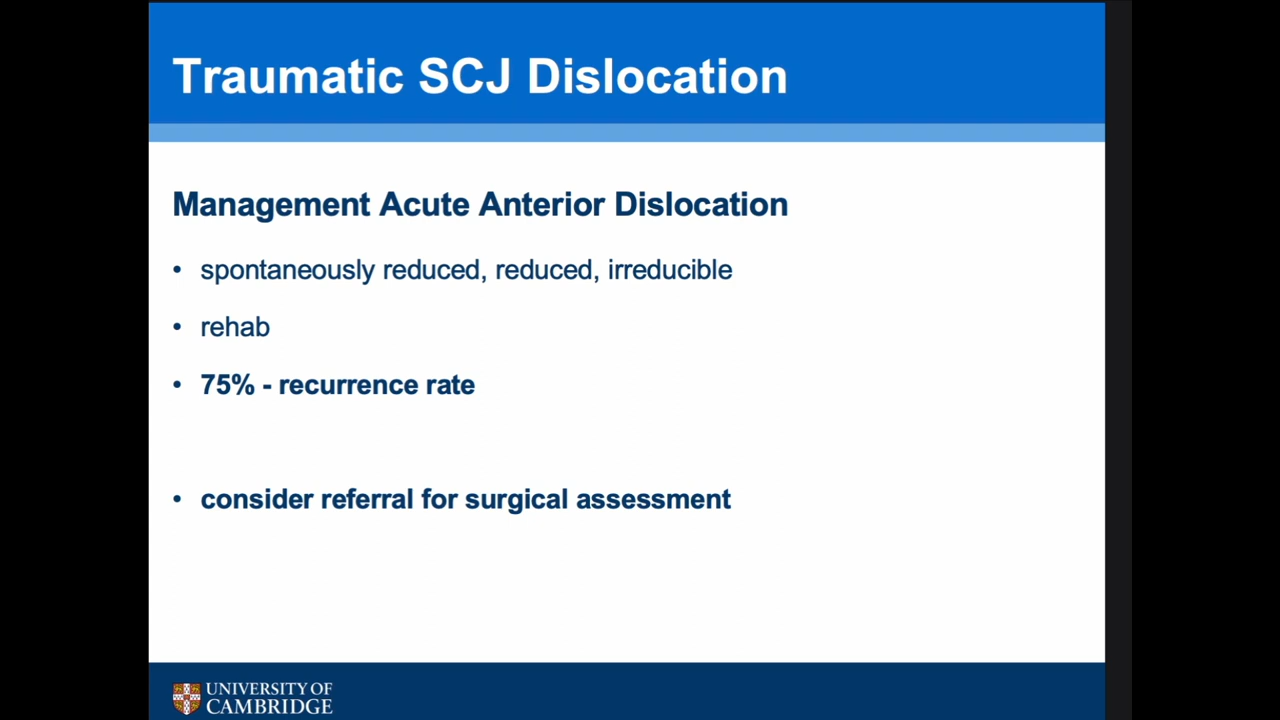 Traumatic SCJ Dislocation
Management Acute Anterior Dislocation
• spontaneously reduced, reduced, irreducible
• rehab
• 75% - recurrence rate
• consider referral for surgical assessment
UNIVERSITY OF
CAMBRIDGE